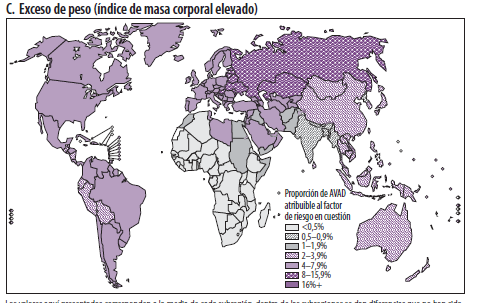 C. Exceso de peso (índice de masa corporal elevado)
Proporción de AVAD
atribuible al factor
de riesgo en cuestión
<0,5%
0,5–0,9%
1–1,9%
2–3,9%
4–7,9%
8–15,9%
16%+